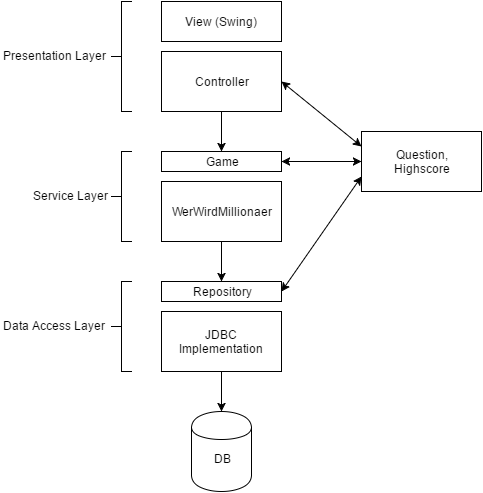 View (Swing)
Presentation Layer
Controller
Game
Question,
Highscore
Service Layer
WerWirdMillionaer
Repository
Data Access Layer
JDBC
Implementation
DB